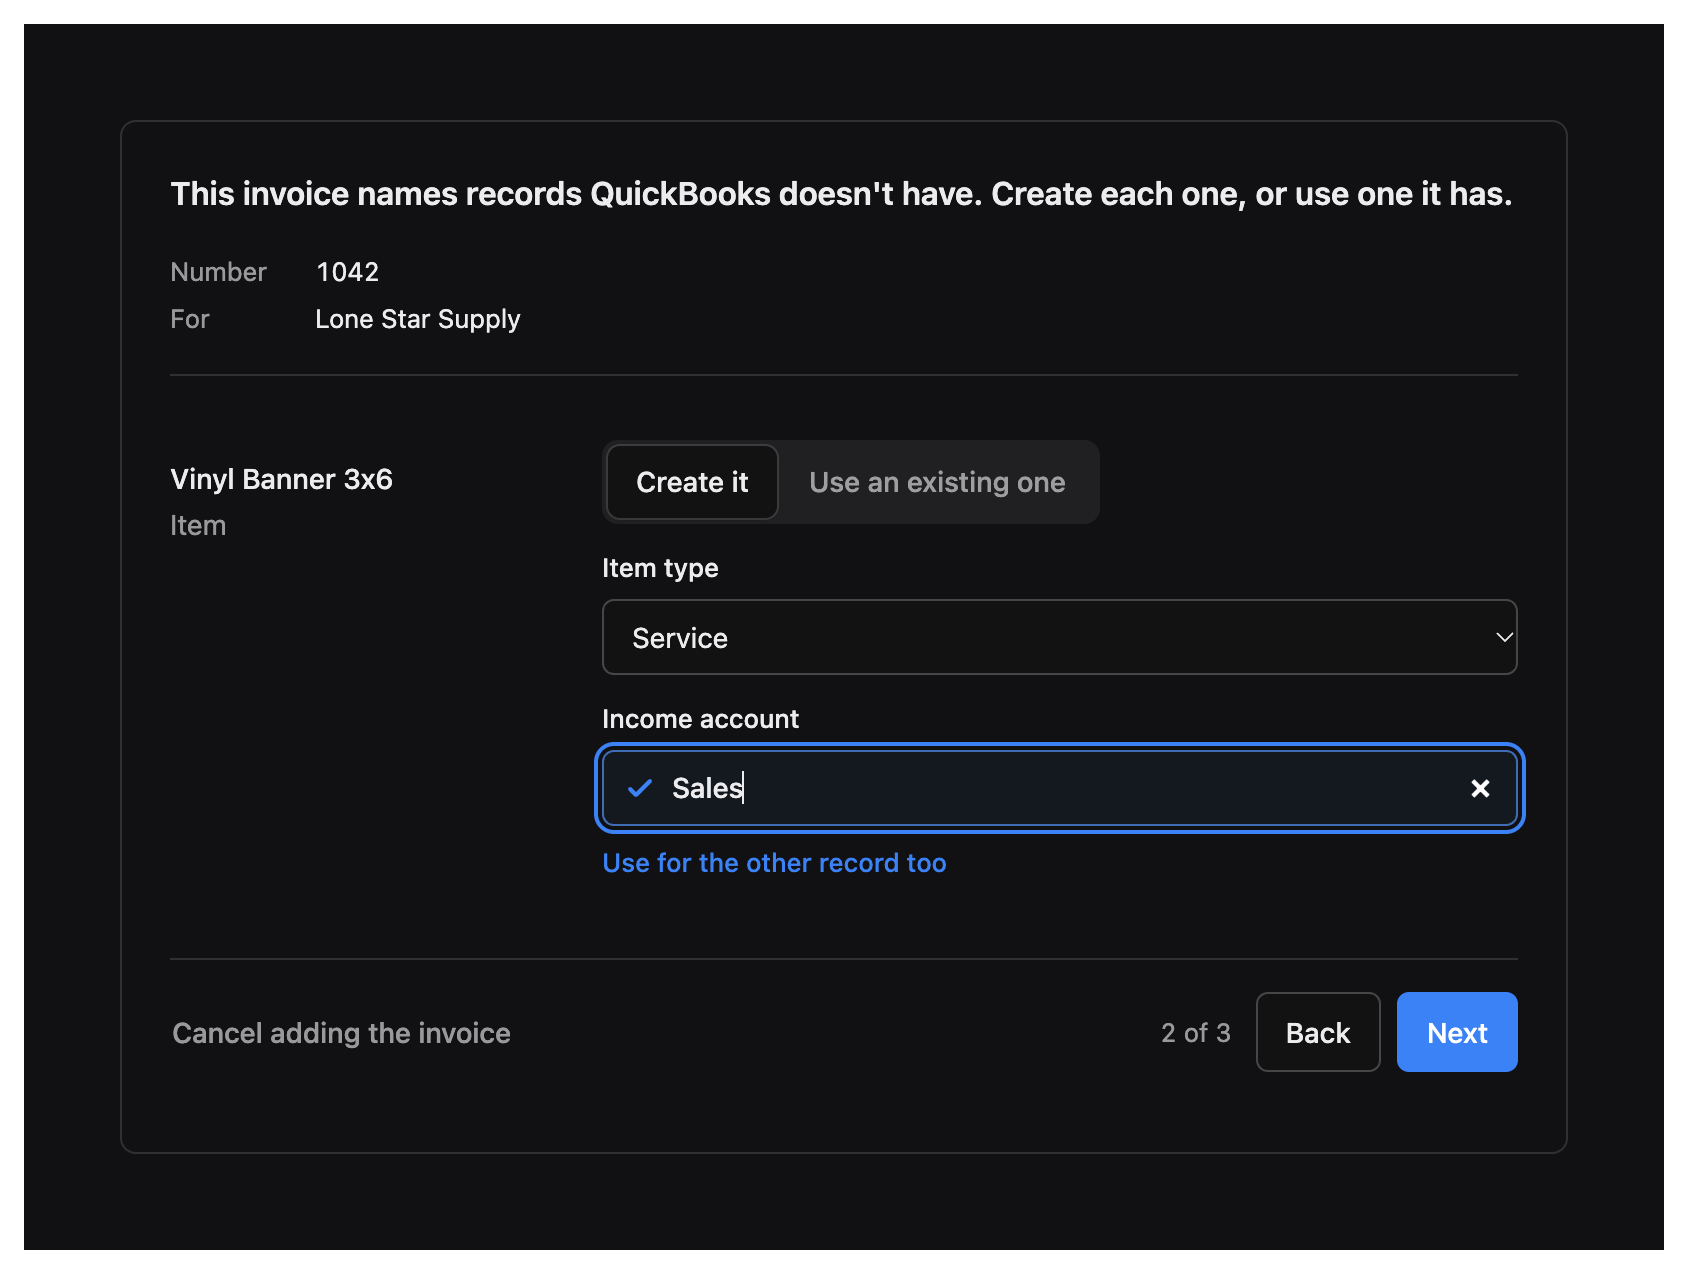 This invoice names records QuickBooks doesn't have. Create each one, or use one it has.
Number 1042
For Lone Star Supply
Vinyl Banner 3x6
Item
Create it Use an existing one
Item type
Service
Income account
Sales
Use for the other record too
Cancel adding the invoice 2 of 3 Back Next